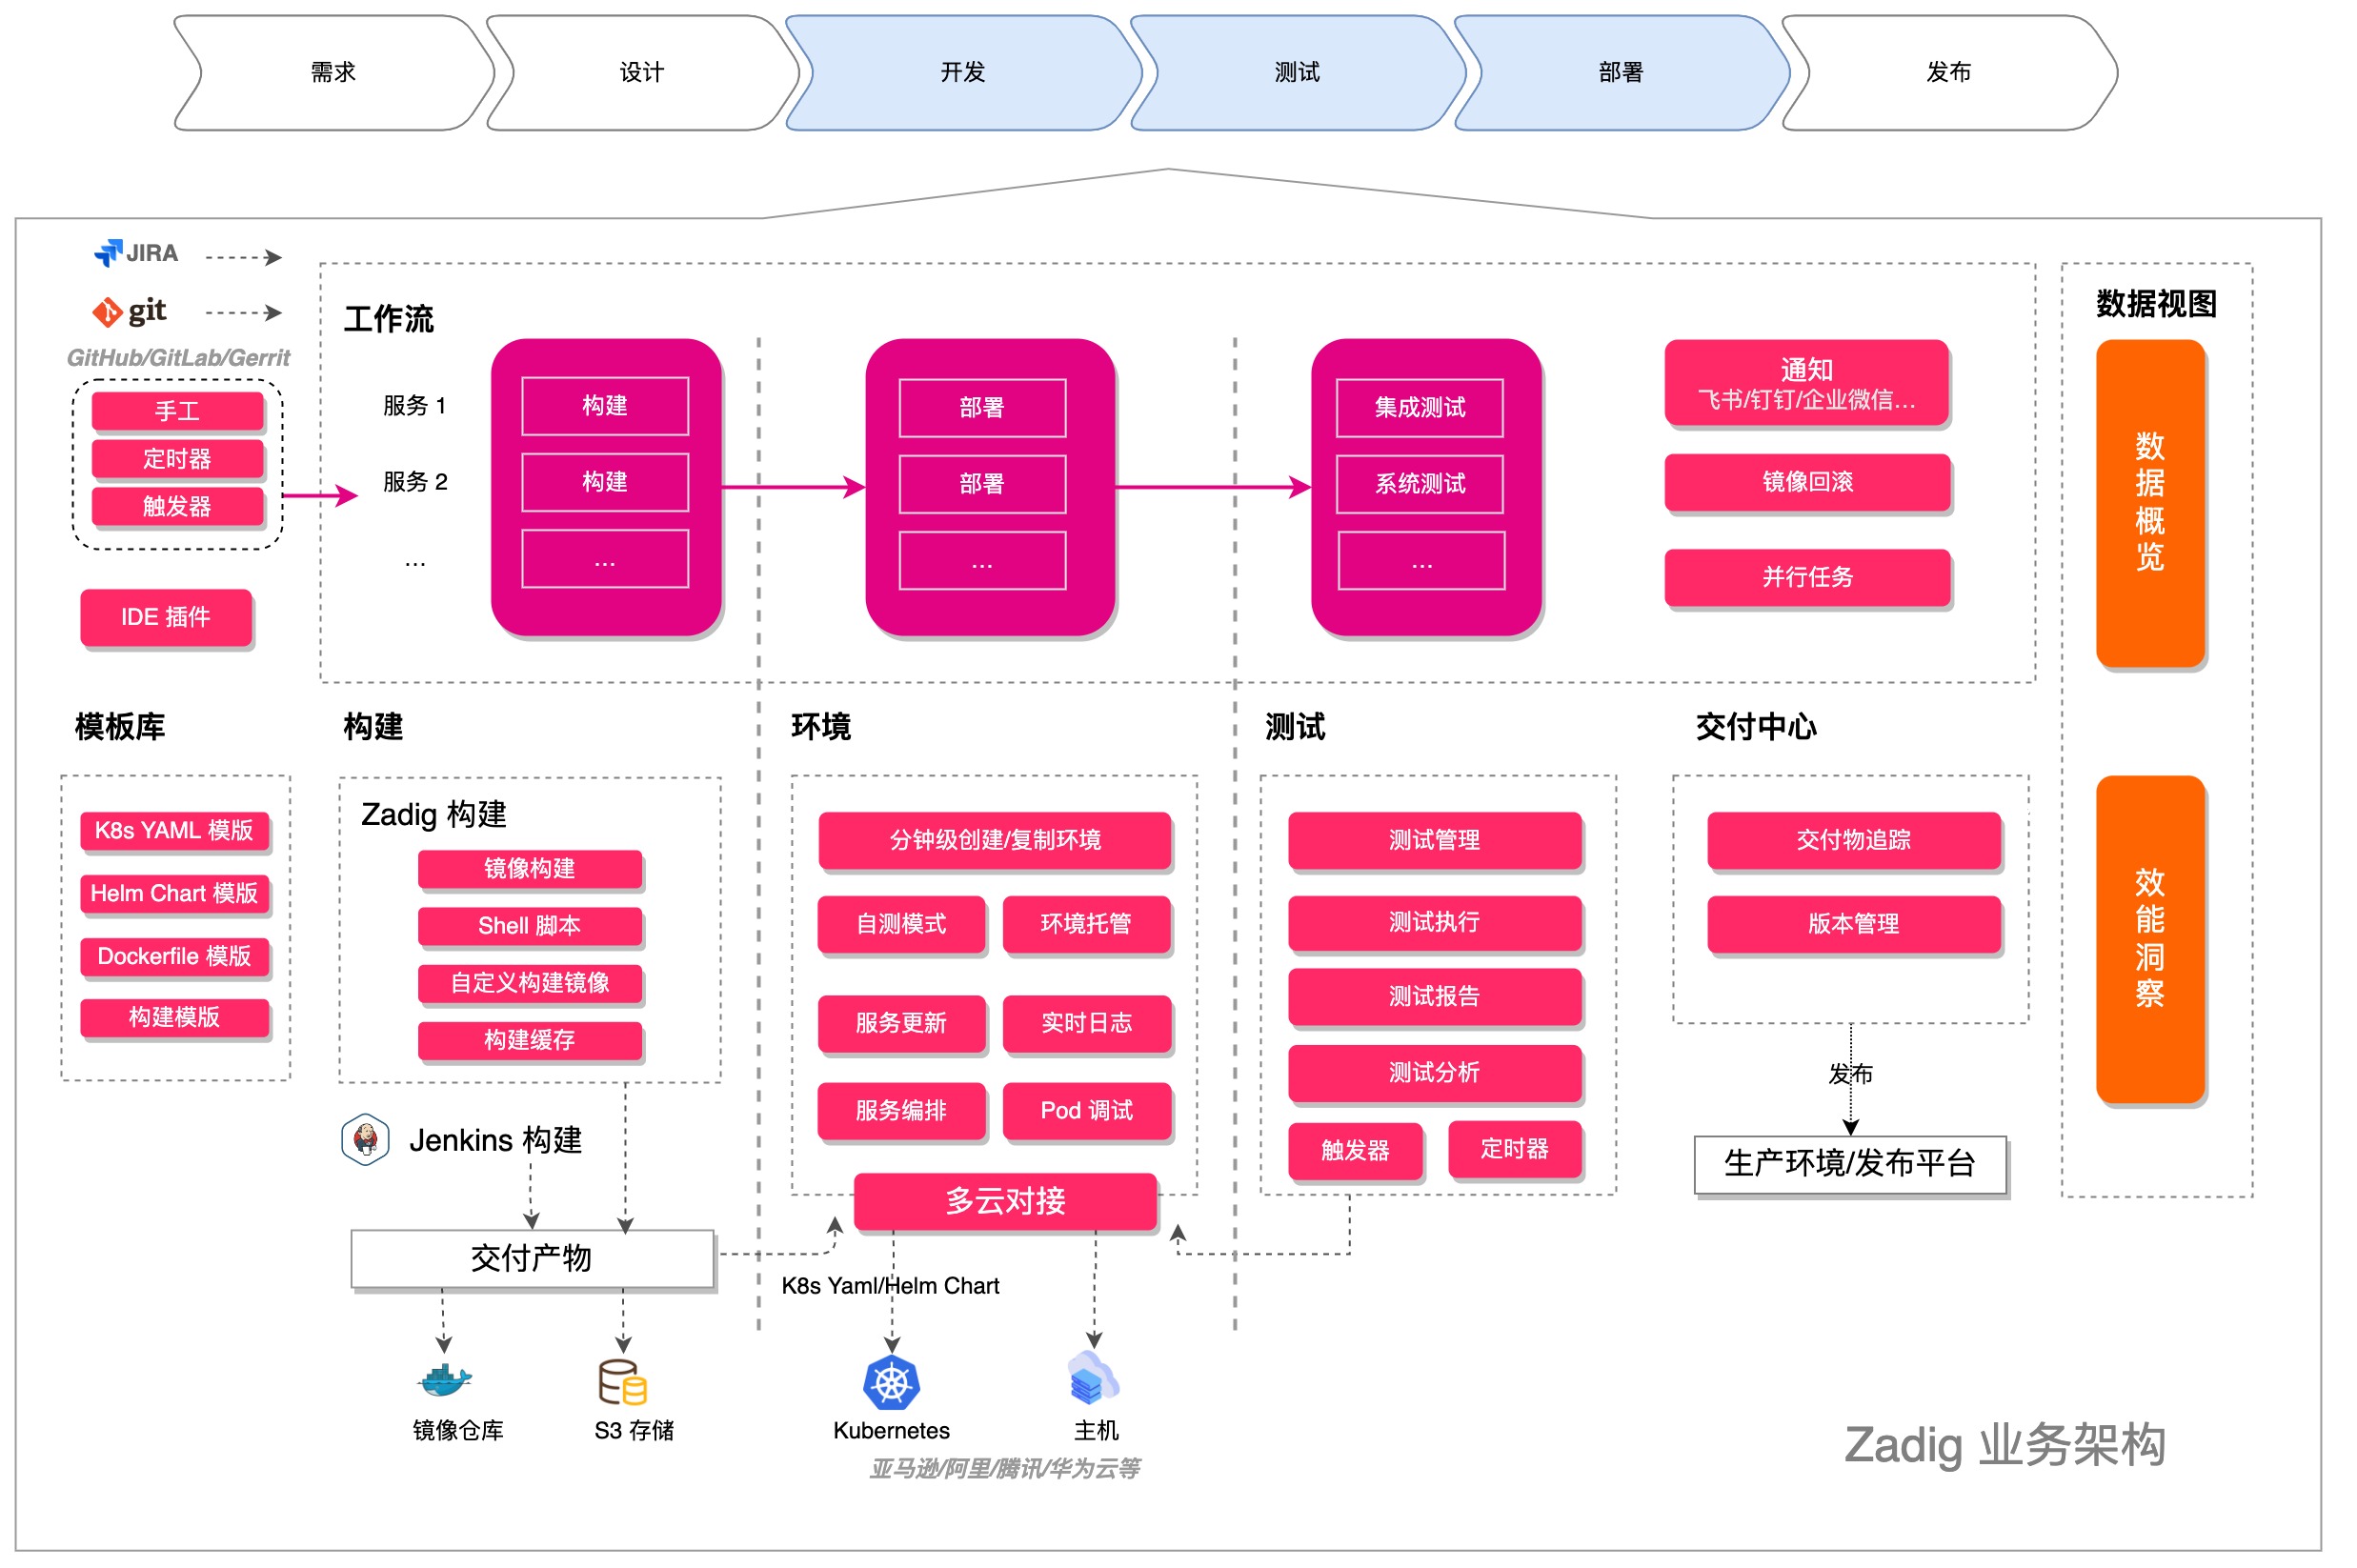 需求
设计
开发
测试
部署
发布
JIRA
git
GitHub/GitLab/Gerrit
手工
定时器
触发器
IDE 插件
工作流
服务 1
服务 2
...
构建
构建
...
部署
部署
...
集成测试
系统测试
...
通知
飞书/钉钉/企业微信...
镜像回滚
并行任务
数据视图
数据概览
效能洞察
模板库
K8s YAML 模版
Helm Chart 模版
Dockerfile 模版
构建模版
构建
Zadig 构建
镜像构建
Shell 脚本
自定义构建镜像
构建缓存
Jenkins 构建
交付产物
镜像仓库
S3 存储
环境
分钟级创建/复制环境
自测模式
环境托管
服务更新
实时日志
服务编排
Pod 调试
多云对接
K8s Yaml/Helm Chart
Kubernetes
主机
亚马逊/阿里/腾讯/华为云等
测试
测试管理
测试执行
测试报告
测试分析
触发器
定时器
交付中心
交付物追踪
版本管理
发布
生产环境/发布平台
Zadig 业务架构